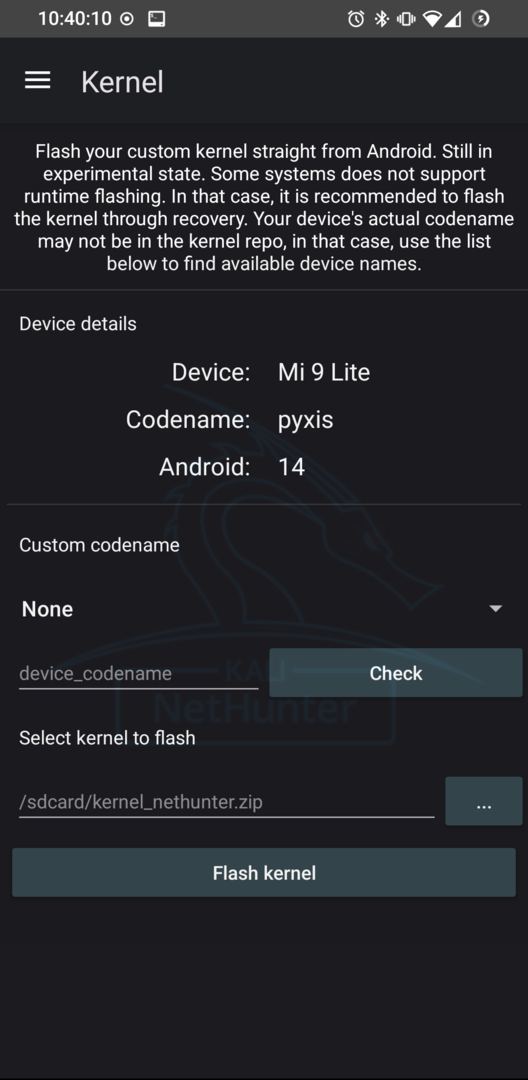 10:40:10
Kernel
Flash your custom kernel straight from Android. Still in
experimental state. Some systems does not support
runtime flashing. In that case, it is recommended to flash
the kernel through recovery. Your device's actual codename
may not be in the kernel repo, in that case, use the list
below to find available device names.
Device details
Device: Mi 9 Lite
Codename: pyxis
Android: 14
Custom codename
None
device_codename
Check
KALI
NetHunter
Select kernel to flash
/sdcard/kernel_nethunter.zip
...
Flash kernel